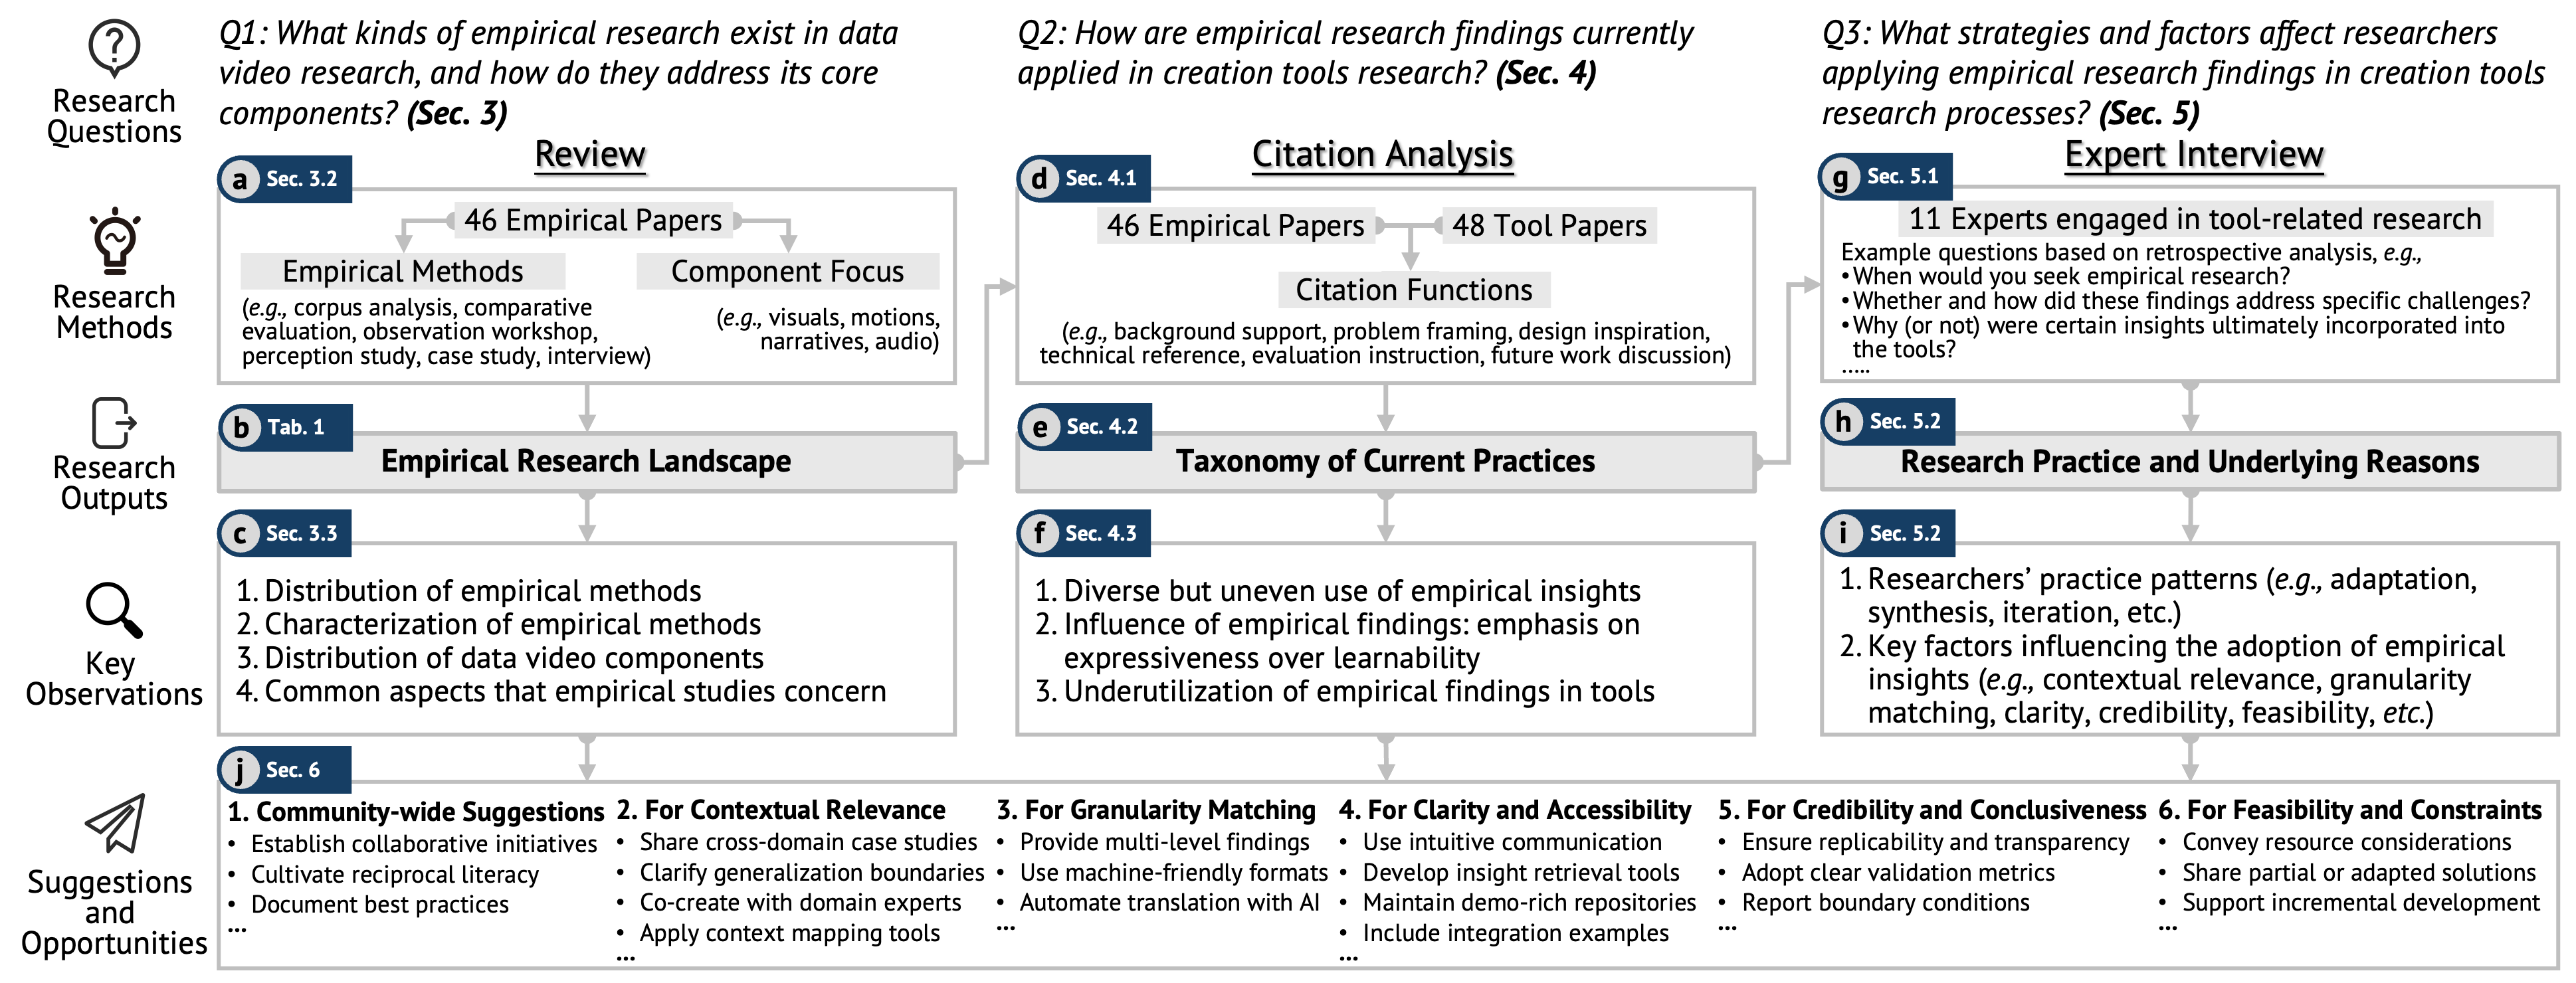 Research
Questions
Q1: What kinds of empirical research exist in data
video research, and how do they address its core
components? (Sec. 3)
Q2: How are empirical research findings currently
applied in creation tools research? (Sec. 4)
Q3: What strategies and factors affect researchers
applying empirical research findings in creation tools
research processes? (Sec. 5)
Research
Methods
Review
a Sec. 3.2
46 Empirical Papers
Empirical Methods
(e.g., corpus analysis, comparative
evaluation, observation workshop,
perception study, case study, interview)
Component Focus
(e.g., visuals, motions,
narratives, audio)
Citation Analysis
d Sec. 4.1
46 Empirical Papers
48 Tool Papers
Citation Functions
(e.g., background support, problem framing, design inspiration,
technical reference, evaluation instruction, future work discussion)
Expert Interview
g Sec. 5.1
11 Experts engaged in tool-related research
Example questions based on retrospective analysis, e.g.,
• When would you seek empirical research?
• Whether and how did these findings address specific challenges?
• Why (or not) were certain insights ultimately incorporated into
the tools?
.....
Research
Outputs
b Tab. 1
Empirical Research Landscape
e Sec. 4.2
Taxonomy of Current Practices
h Sec. 5.2
Research Practice and Underlying Reasons
Key
Observations
c Sec. 3.3
1. Distribution of empirical methods
2. Characterization of empirical methods
3. Distribution of data video components
4. Common aspects that empirical studies concern
f Sec. 4.3
1. Diverse but uneven use of empirical insights
2. Influence of empirical findings: emphasis on
expressiveness over learnability
3. Underutilization of empirical findings in tools
i Sec. 5.2
1. Researchers’ practice patterns (e.g., adaptation,
synthesis, iteration, etc.)
2. Key factors influencing the adoption of empirical
insights (e.g., contextual relevance, granularity
matching, clarity, credibility, feasibility, etc.)
Suggestions
and
Opportunities
j Sec. 6
1. Community-wide Suggestions
• Establish collaborative initiatives
• Cultivate reciprocal literacy
• Document best practices
...
2. For Contextual Relevance
• Share cross-domain case studies
• Clarify generalization boundaries
• Co-create with domain experts
• Apply context mapping tools
...
3. For Granularity Matching
• Provide multi-level findings
• Use machine-friendly formats
• Automate translation with AI
...
4. For Clarity and Accessibility
• Use intuitive communication
• Develop insight retrieval tools
• Maintain demo-rich repositories
• Include integration examples
...
5. For Credibility and Conclusiveness
• Ensure replicability and transparency
• Adopt clear validation metrics
• Report boundary conditions
...
6. For Feasibility and Constraints
• Convey resource considerations
• Share partial or adapted solutions
• Support incremental development
...